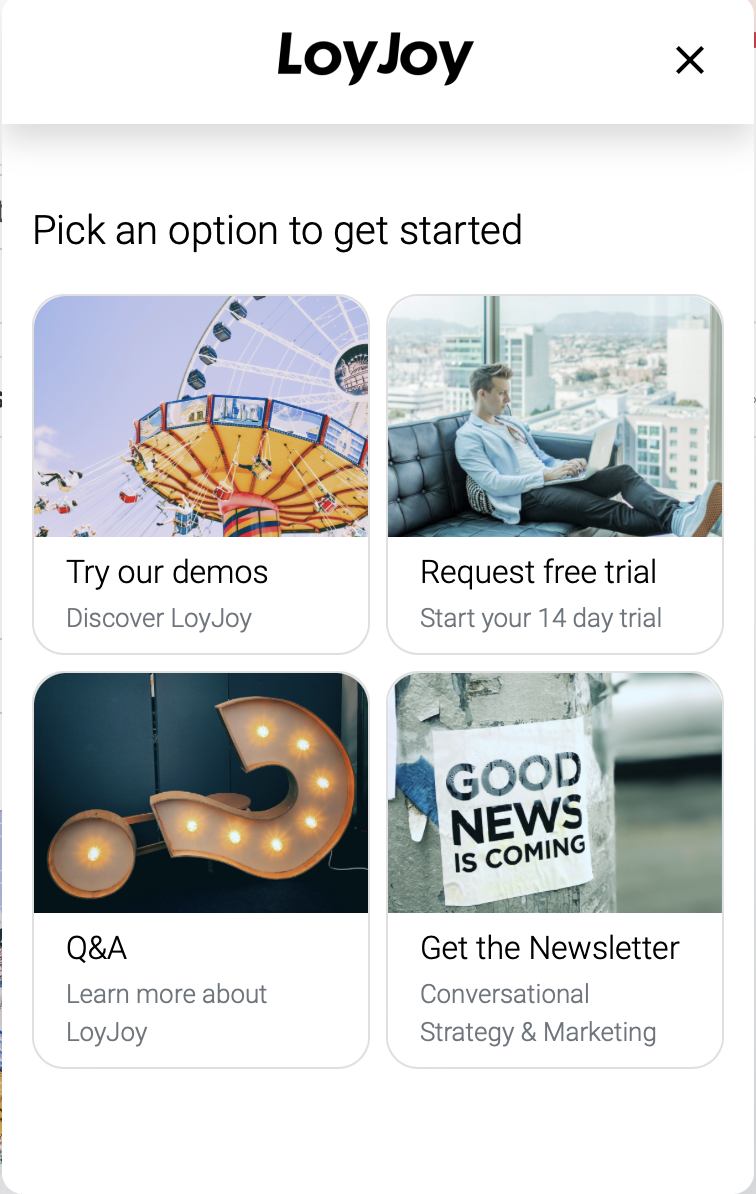 LoyJoy
Pick an option to get started
Try our demos
Discover LoyJoy
Request free trial
Start your 14 day trial
GOOD
NEWS
IS COMING
Q&A
Learn more about
LoyJoy
Get the Newsletter
Conversational
Strategy & Marketing